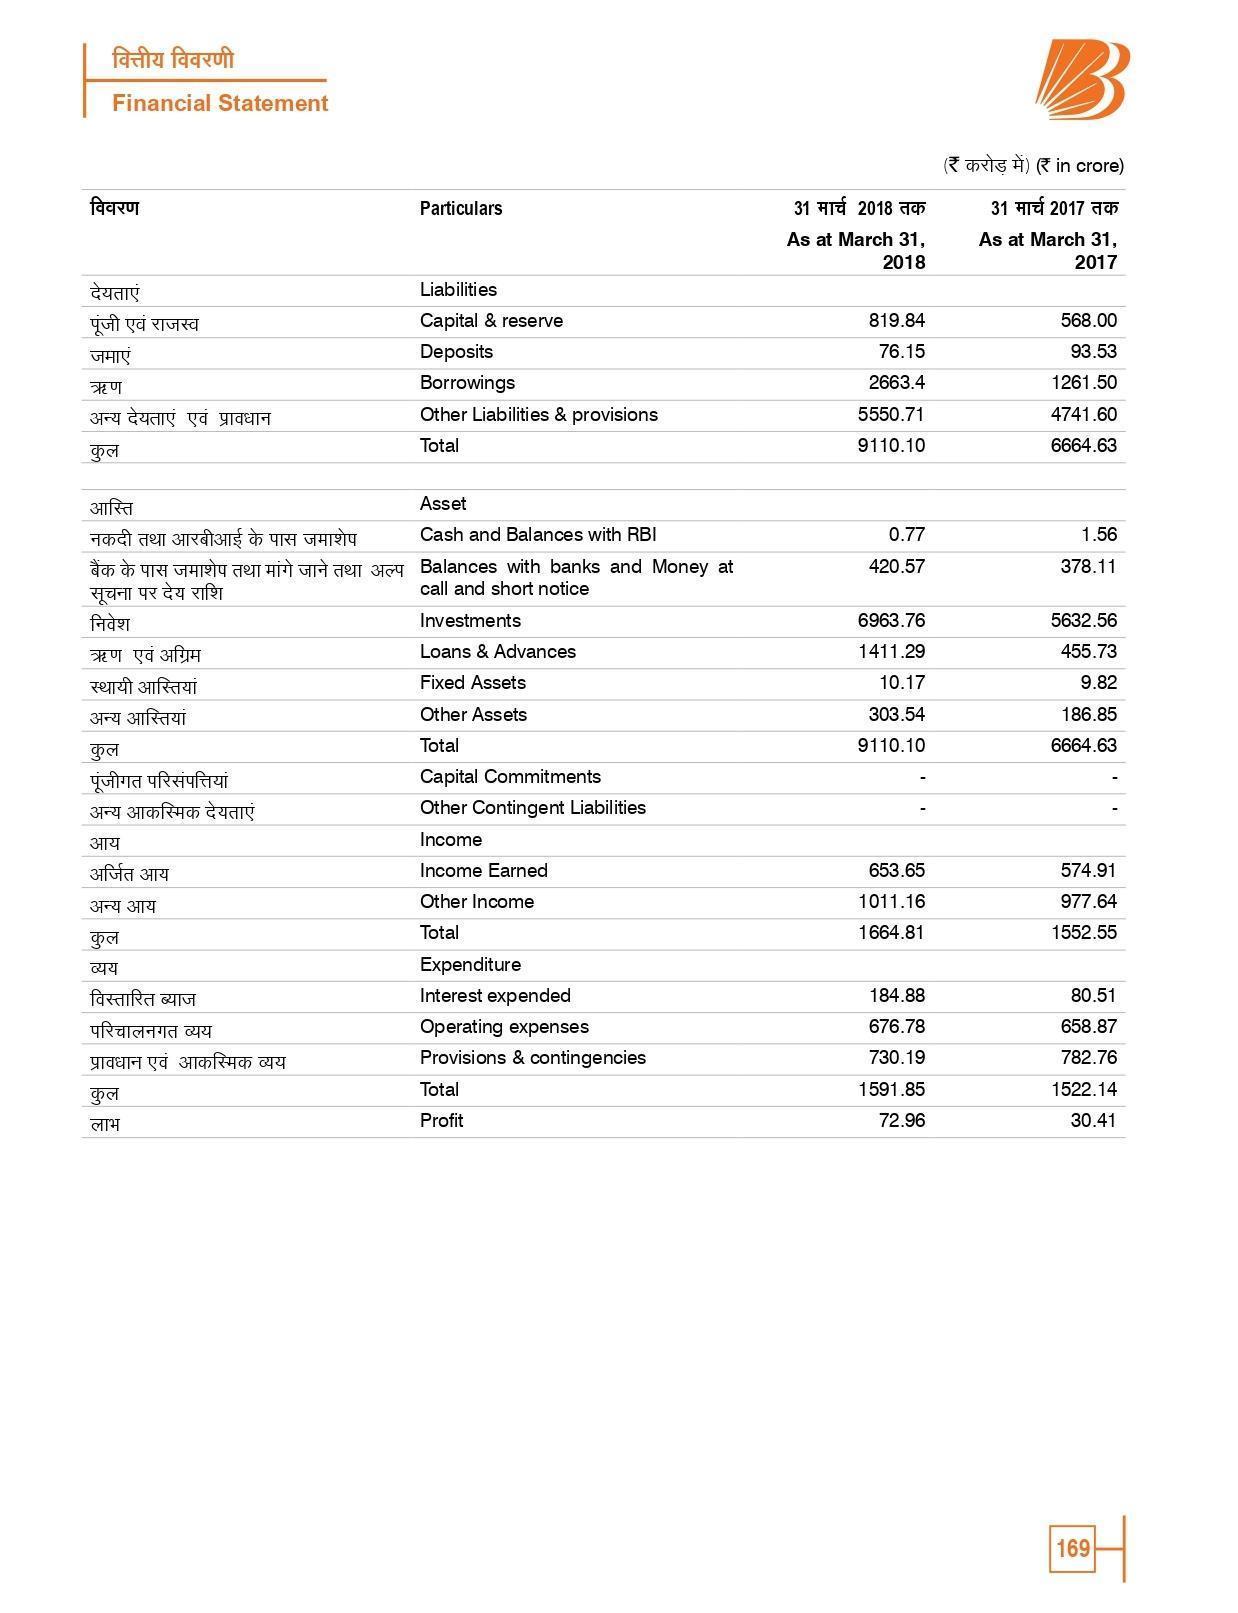 वित्तीय विवरणी
Financial Statement
(₹ करोड़ में) (₹ in crore)
विवरण Particulars 31 मार्च 2018 तक 31 मार्च 2017 तक
As at March 31, As at March 31,
2018 2017
देयताएं Liabilities
पूंजी एवं राजस्व Capital & reserve 819.84 568.00
जमाएं Deposits 76.15 93.53
ऋण Borrowings 2663.4 1261.50
अन्य देयताएं एवं प्रावधान Other Liabilities & provisions 5550.71 4741.60
कुल Total 9110.10 6664.63
आस्ति Asset
नकदी तथा आरबीआई के पास जमाशेप Cash and Balances with RBI 0.77 1.56
बैंक के पास जमाशेप तथा मांगे जाने तथा अल्प Balances with banks and Money at 420.57 378.11
सूचना पर देय राशि call and short notice
निवेश Investments 6963.76 5632.56
ऋण एवं अग्रिम Loans & Advances 1411.29 455.73
स्थायी आस्तियां Fixed Assets 10.17 9.82
अन्य आस्तियां Other Assets 303.54 186.85
कुल Total 9110.10 6664.63
पूंजीगत परिसंपत्तियां Capital Commitments - -
अन्य आकस्मिक देयताएं Other Contingent Liabilities - -
आय Income
अर्जित आय Income Earned 653.65 574.91
अन्य आय Other Income 1011.16 977.64
कुल Total 1664.81 1552.55
व्यय Expenditure
विस्तारित ब्याज Interest expended 184.88 80.51
परिचालनगत व्यय Operating expenses 676.78 658.87
प्रावधान एवं आकस्मिक व्यय Provisions & contingencies 730.19 782.76
कुल Total 1591.85 1522.14
लाभ Profit 72.96 30.41
169